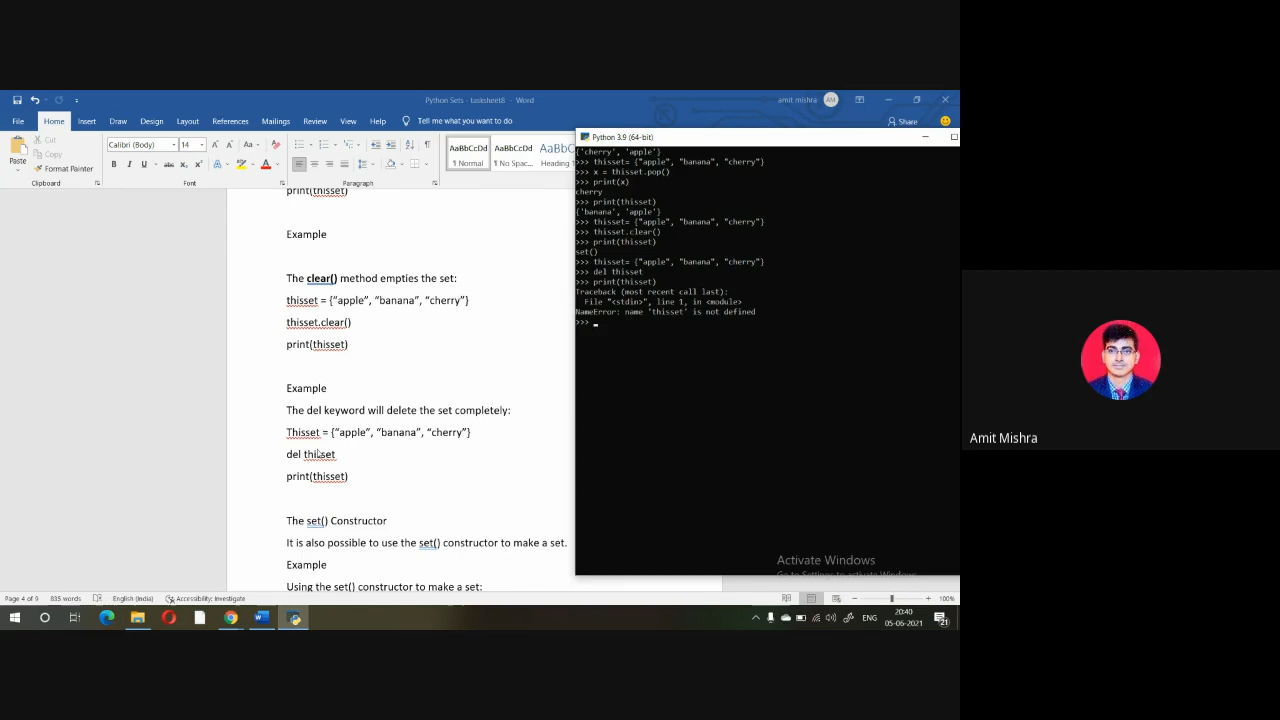 Python Sets - tasksheet8 - Word
amit mishra
AM
File Home Insert Draw Design Layout References Mailings Review View Help Tell me what you want to do
Share
Paste
Cut
Copy
Format Painter
Clipboard
Calibri (Body) 14
Font
AaBbCcDd AaBbCcDd AaBbC
¶ Normal ¶ No Spac... Heading 1
print(thisset)
Example
The clear() method empties the set:
thisset = {“apple”, “banana”, “cherry”}
thisset.clear()
print(thisset)
Example
The del keyword will delete the set completely:
Thisset = {“apple”, “banana”, “cherry”}
del thisset
print(thisset)
The set() Constructor
It is also possible to use the set() constructor to make a set.
Example
Using the set() constructor to make a set:
Python 3.9 (64-bit)
{'cherry', 'apple'}
>>> thisset= {"apple", "banana", "cherry"}
>>> x = thisset.pop()
>>> print(x)
cherry
>>> print(thisset)
{'banana', 'apple'}
>>> thisset= {"apple", "banana", "cherry"}
>>> thisset.clear()
>>> print(thisset)
set()
>>> thisset= {"apple", "banana", "cherry"}
>>> del thisset
>>> print(thisset)
Traceback (most recent call last):
File "<stdin>", line 1, in <module>
NameError: name 'thisset' is not defined
>>>
Activate Windows
Go to Settings to activate Windows.
Page 4 of 9 835 words English (India) Accessibility: Investigate
100%
ENG
20:40
05-06-2021
21
Amit Mishra